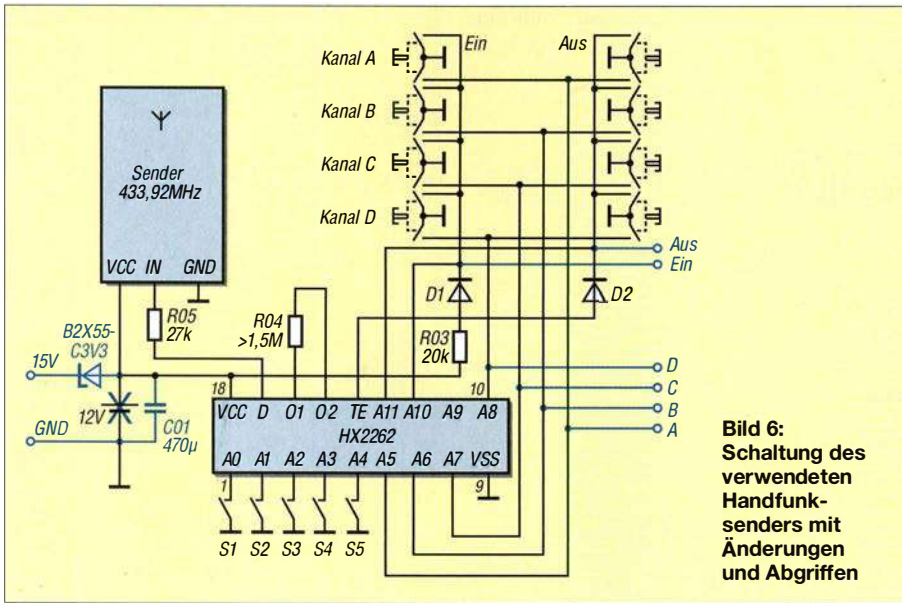 Kanal A
Ein
Aus
Kanal B
Kanal C
Kanal D
Sender
433,92MHz
VCC IN GND
Aus
Ein
D1
D2
R05
27k
R04
>1,5M
R03
20k
B2X55-
C3V3
15V
12V
GND
C01
470µ
D
C
B
A
18
10
VCC D O1 O2 TE A11 A10 A9 A8
HX2262
A0 A1 A2 A3 A4 A5 A6 A7 VSS
1
9
S1 S2 S3 S4 S5
Bild 6:
Schaltung des
verwendeten
Handfunk-
senders mit
Änderungen
und Abgriffen